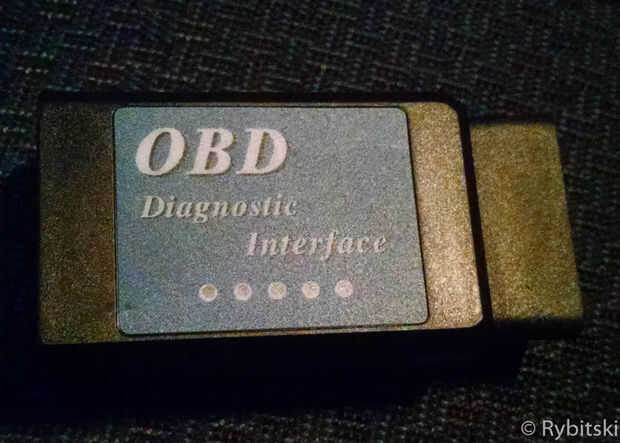 OBD
Diagnostic
Interface
© Rybitski